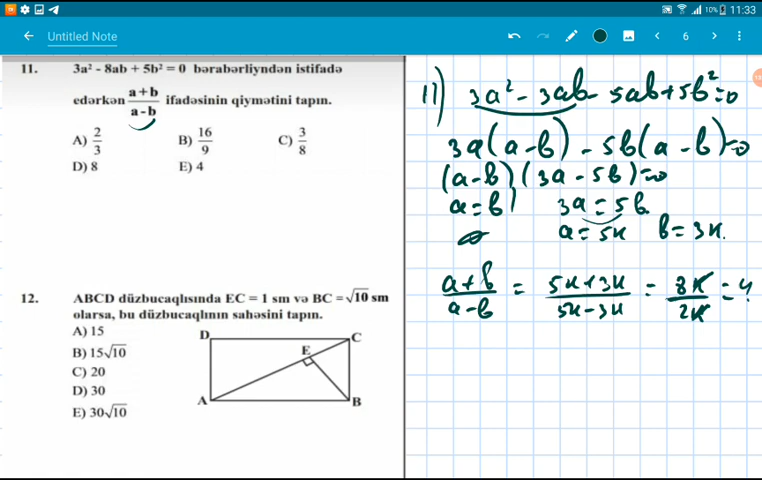 10% 11:33
Untitled Note
6
11. 3a² - 8ab + 5b² = 0 bərabərliyndən istifadə
edərkən (a+b)/(a-b) ifadəsinin qiymətini tapın.
A) 2/3 B) 16/9 C) 3/8
D) 8 E) 4
12. ABCD düzbucaqlısında EC = 1 sm və BC = √10 sm
olarsa, bu düzbucaqlının sahəsini tapın.
A) 15
B) 15√10
C) 20
D) 30
E) 30√10
D C
E
A B
11) 3a² - 3ab - 5ab + 5b² = 0
3a(a-b) - 5b(a-b) = 0
(a-b)(3a-5b) = 0
a = b 3a = 5b
ø a = 5k b = 3k.
(a+b)/(a-b) = (5k+3k)/(5k-3k) = 8k/2k = 4